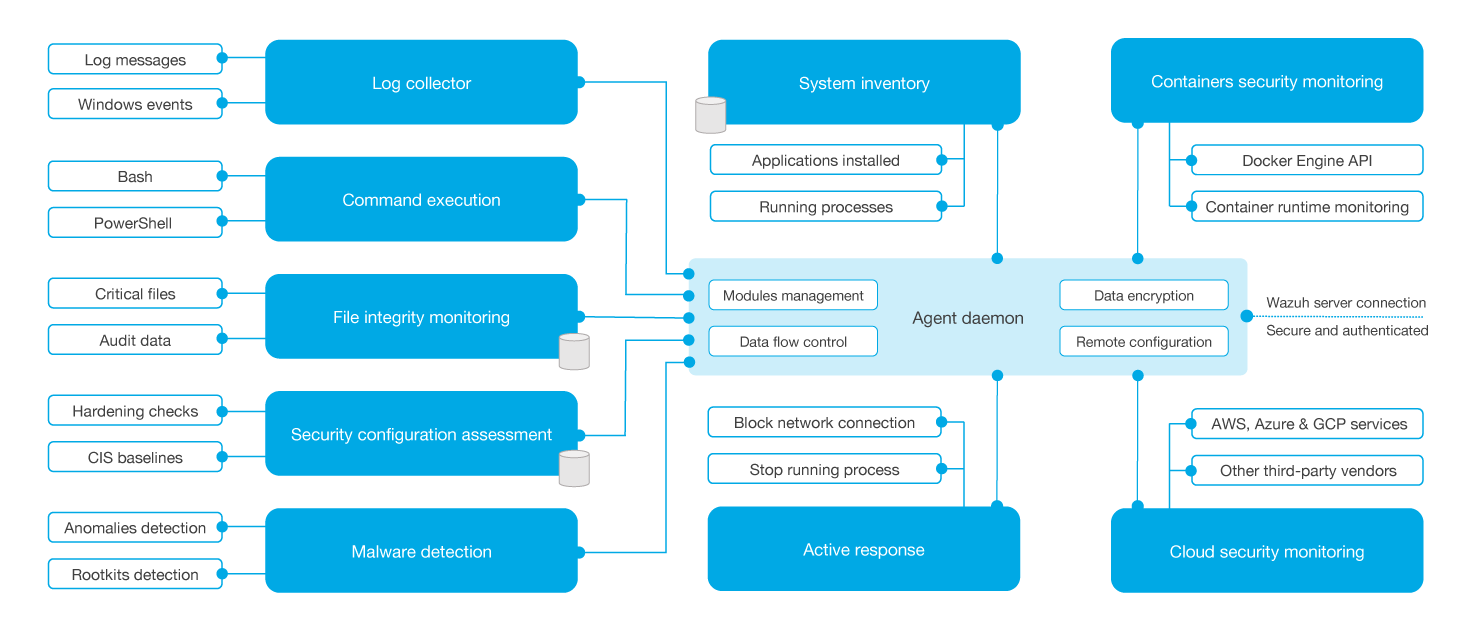 Log messages
Windows events
Log collector
Bash
PowerShell
Command execution
Critical files
Audit data
File integrity monitoring
Hardening checks
CIS baselines
Security configuration assessment
Anomalies detection
Rootkits detection
Malware detection
System inventory
Applications installed
Running processes
Containers security monitoring
Docker Engine API
Container runtime monitoring
Modules management
Data flow control
Agent daemon
Data encryption
Remote configuration
Wazuh server connection
Secure and authenticated
Block network connection
Stop running process
Active response
AWS, Azure & GCP services
Other third-party vendors
Cloud security monitoring